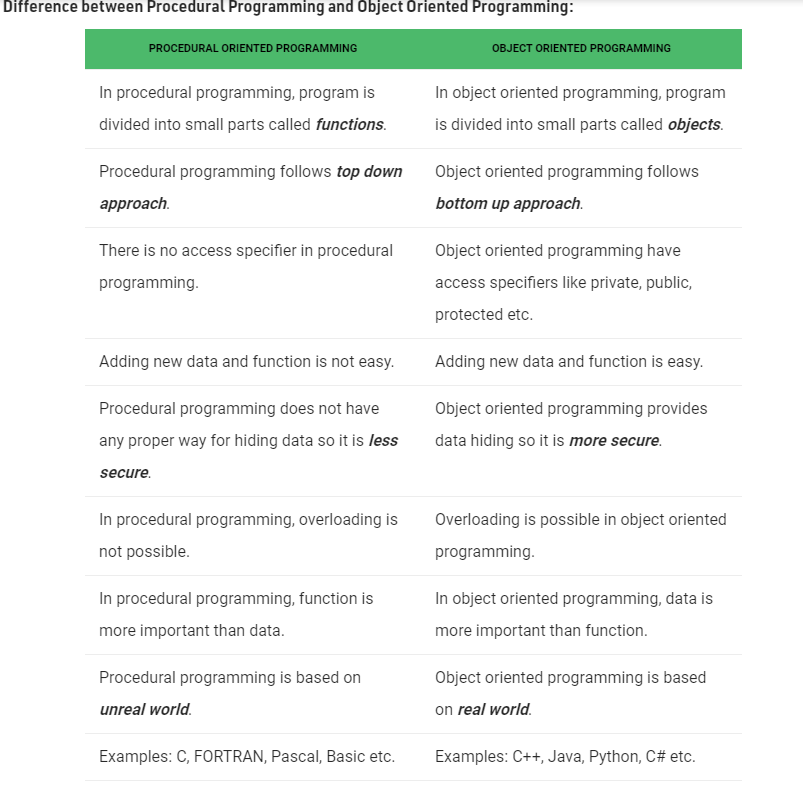 Difference between Procedural Programming and Object Oriented Programming:
PROCEDURAL ORIENTED PROGRAMMING
OBJECT ORIENTED PROGRAMMING
In procedural programming, program is
divided into small parts called functions.
In object oriented programming, program
is divided into small parts called objects.
Procedural programming follows top down
approach.
Object oriented programming follows
bottom up approach.
There is no access specifier in procedural
programming.
Object oriented programming have
access specifiers like private, public,
protected etc.
Adding new data and function is not easy.
Adding new data and function is easy.
Procedural programming does not have
any proper way for hiding data so it is less
secure.
Object oriented programming provides
data hiding so it is more secure.
In procedural programming, overloading is
not possible.
Overloading is possible in object oriented
programming.
In procedural programming, function is
more important than data.
In object oriented programming, data is
more important than function.
Procedural programming is based on
unreal world.
Object oriented programming is based
on real world.
Examples: C, FORTRAN, Pascal, Basic etc.
Examples: C++, Java, Python, C# etc.